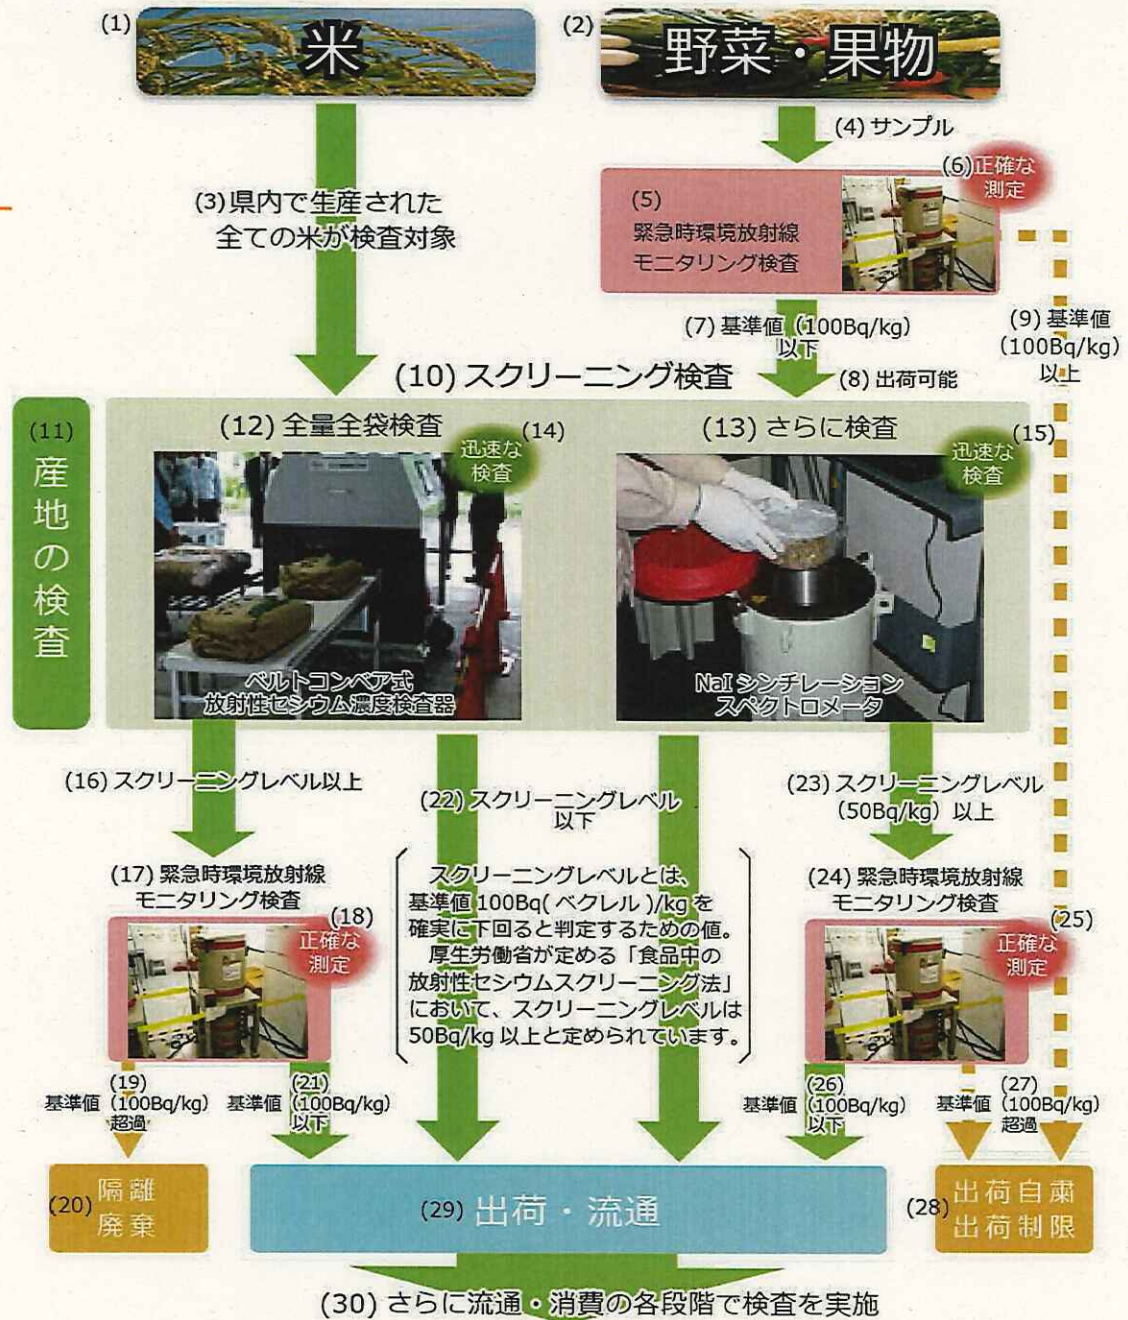 (1) 米
(2) 野菜・果物
(3) 県内で生産された
全ての米が検査対象
(4) サンプル
(5)
緊急時環境放射線
モニタリング検査
(6) 正確な
測定
(7) 基準値（100Bq/kg）
以下
(8) 出荷可能
(9) 基準値
（100Bq/kg）
以上
(10) スクリーニング検査
(11)
産地の検査
(12) 全量全袋検査
(13) さらに検査
(14)
迅速な
検査
(15)
迅速な
検査
ベルトコンベア式
放射性セシウム濃度検査器
NaI シンチレーション
スペクトロメータ
(16) スクリーニングレベル以上
(17) 緊急時環境放射線
モニタリング検査
(18)
正確な
測定
(19)
基準値（100Bq/kg）
超過
(20) 隔離
廃棄
(21)
基準値（100Bq/kg）
以下
(22) スクリーニングレベル
以下
スクリーニングレベルとは、
基準値 100Bq( ベクレル )/kg を
確実に下回ると判定するための値。
厚生労働省が定める「食品中の
放射性セシウムスクリーニング法」
において、スクリーニングレベルは
50Bq/kg 以上と定められています。
(23) スクリーニングレベル
（50Bq/kg）以上
(24) 緊急時環境放射線
モニタリング検査
(25)
正確な
測定
(26)
基準値（100Bq/kg）
以下
(27)
基準値（100Bq/kg）
超過
(28) 出荷自粛
出荷制限
(29) 出荷・流通
(30) さらに流通・消費の各段階で検査を実施